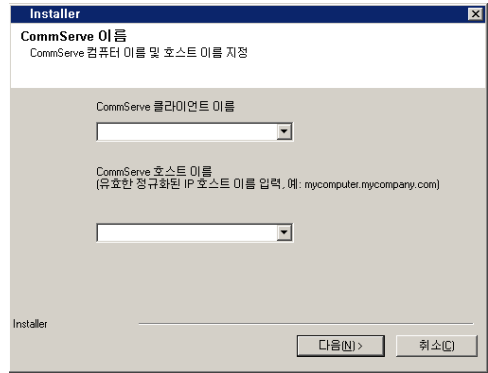 Installer
CommServe 이름
CommServe 컴퓨터 이름 및 호스트 이름 지정
CommServe 클라이언트 이름
CommServe 호스트 이름
(유효한 정규화된 IP 호스트 이름 입력, 예: mycomputer.mycompany.com)
Installer
다음(N) >
취소(C)